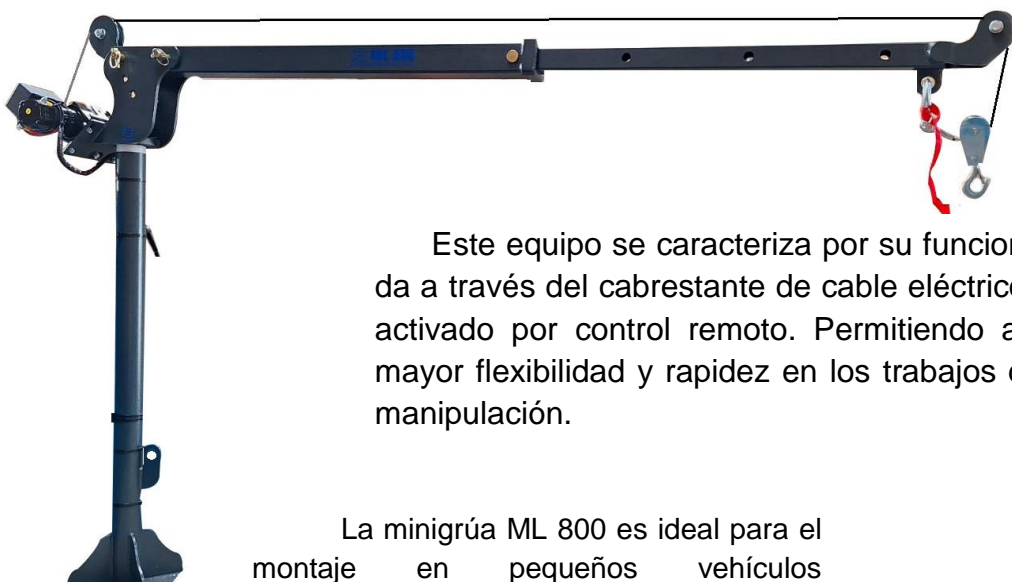 ML 800
Este equipo se caracteriza por su funcion
da a través del cabrestante de cable eléctrico
activado por control remoto. Permitiendo a
mayor flexibilidad y rapidez en los trabajos
manipulación.
La minigrúa ML 800 es ideal para el
montaje en pequeños vehículos